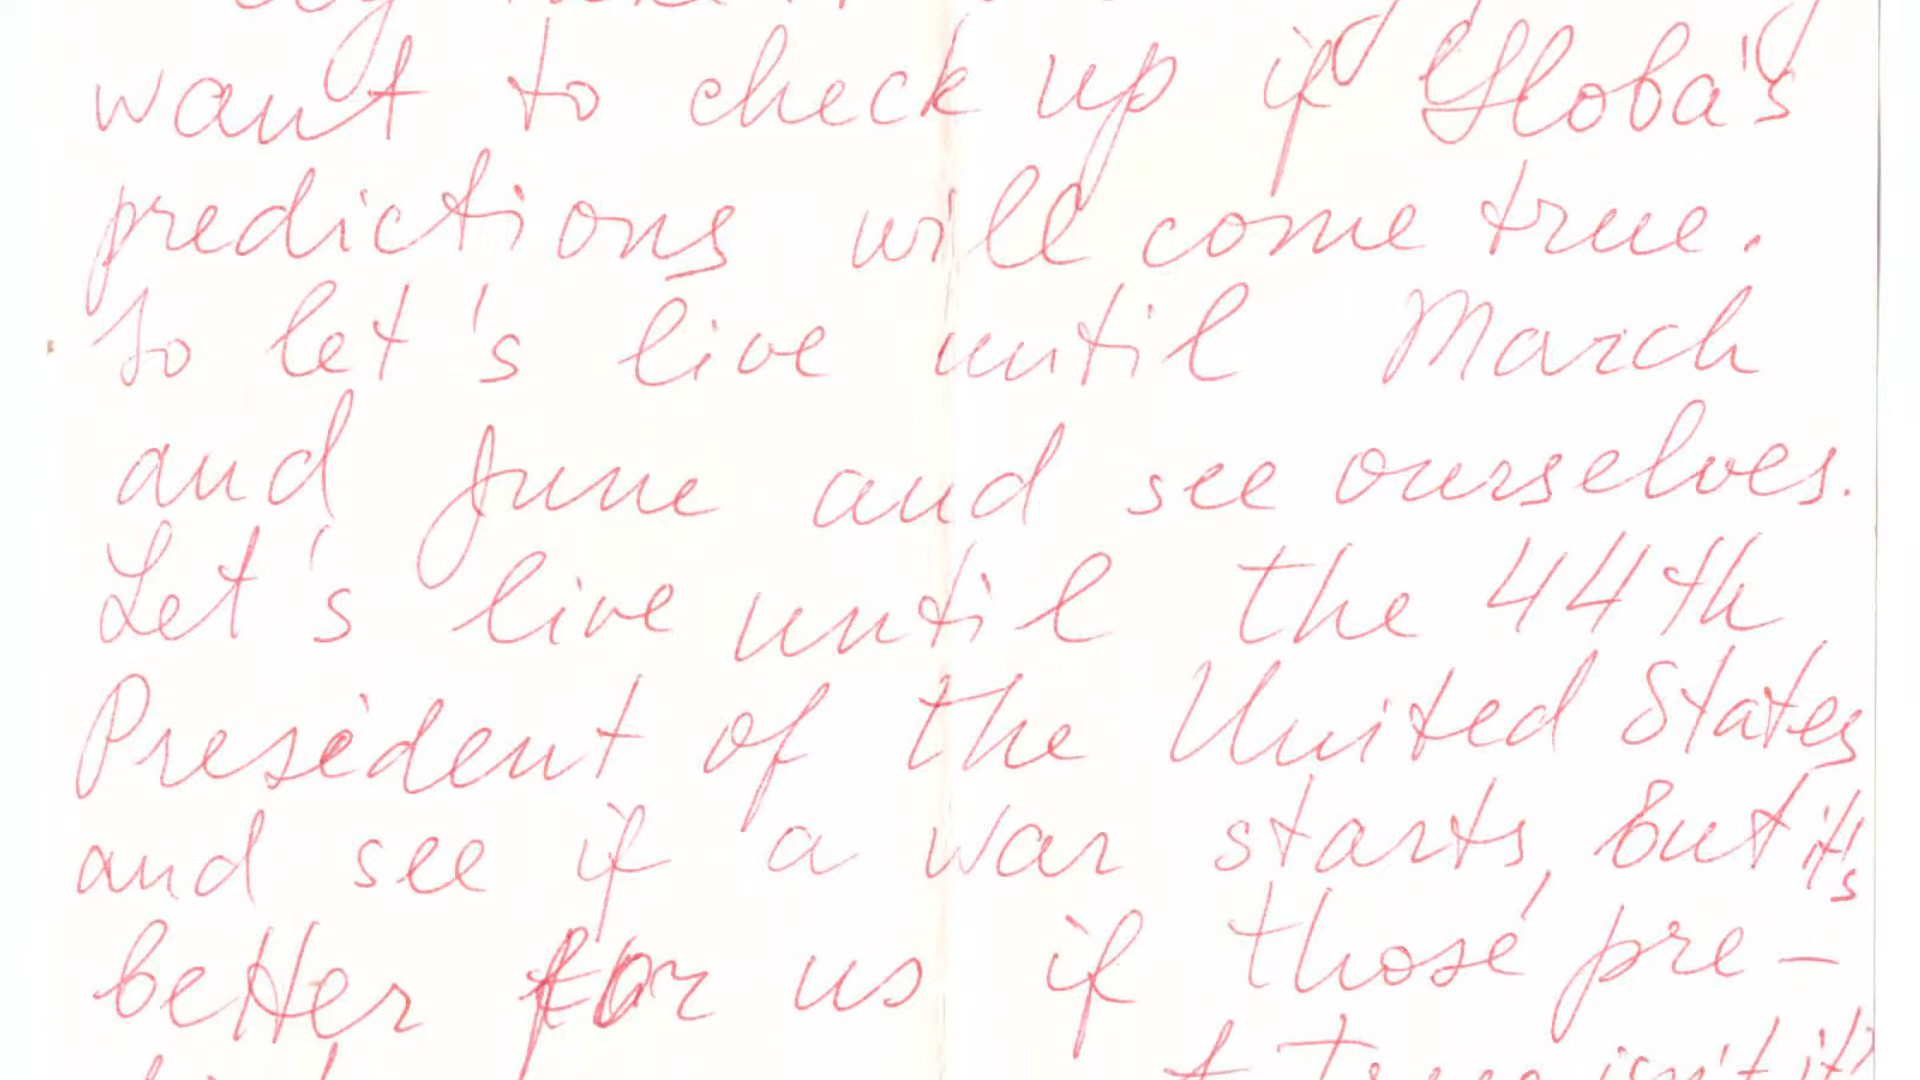 want to check up if Globa's
predictions will come true.
So let's live until March
and June and see ourselves.
Let's live until the 44th
President of the United States
and see if a war starts, but it's
better for us if those pre-
isn't it?